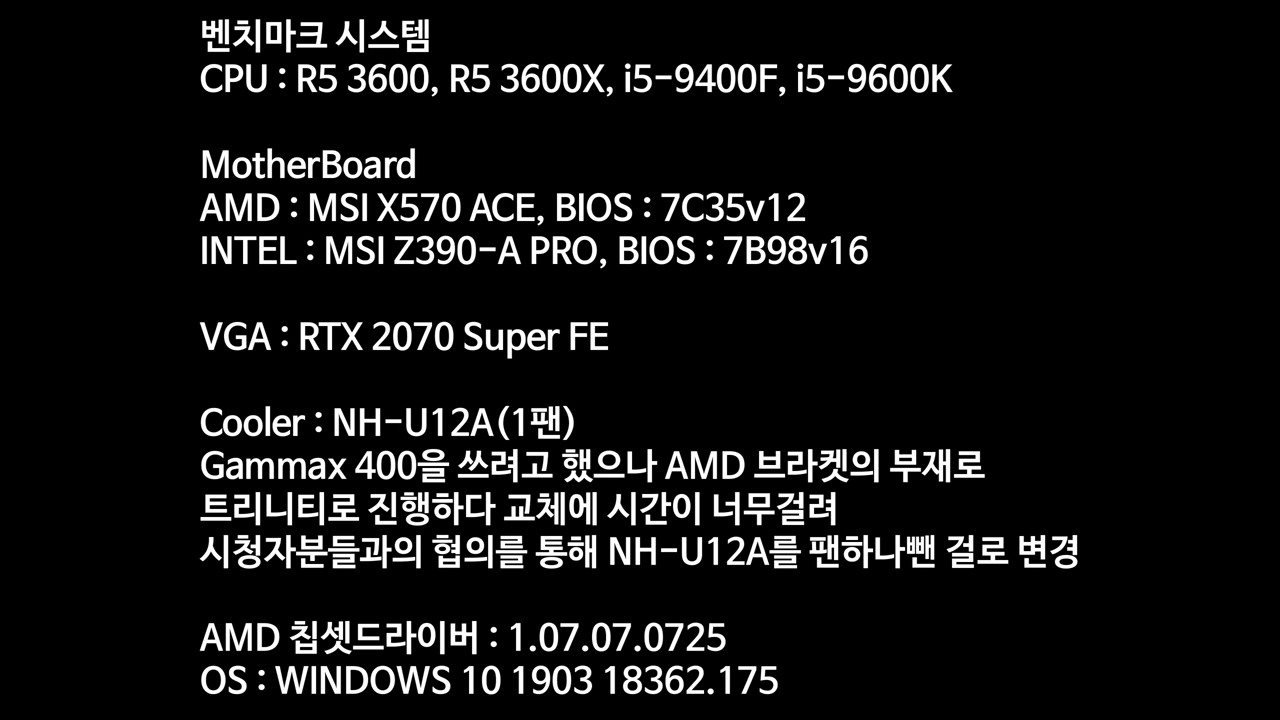 벤치마크 시스템
CPU : R5 3600, R5 3600X, i5-9400F, i5-9600K
MotherBoard
AMD : MSI X570 ACE, BIOS : 7C35v12
INTEL : MSI Z390-A PRO, BIOS : 7B98v16
VGA : RTX 2070 Super FE
Cooler : NH-U12A(1팬)
Gammax 400을 쓰려고 했으나 AMD 브라켓의 부재로
트리니티로 진행하다 교체에 시간이 너무걸려
시청자분들과의 협의를 통해 NH-U12A를 팬하나뺀 걸로 변경
AMD 칩셋드라이버 : 1.07.07.0725
OS : WINDOWS 10 1903 18362.175